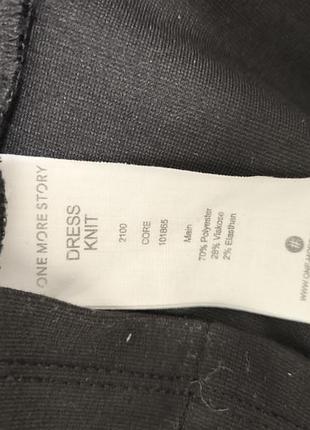 ONE MORE STORY
DRESS
KNIT
2100
CORE
101865
Main
70% Polyester
28% Viskose
2% Elasthan
#